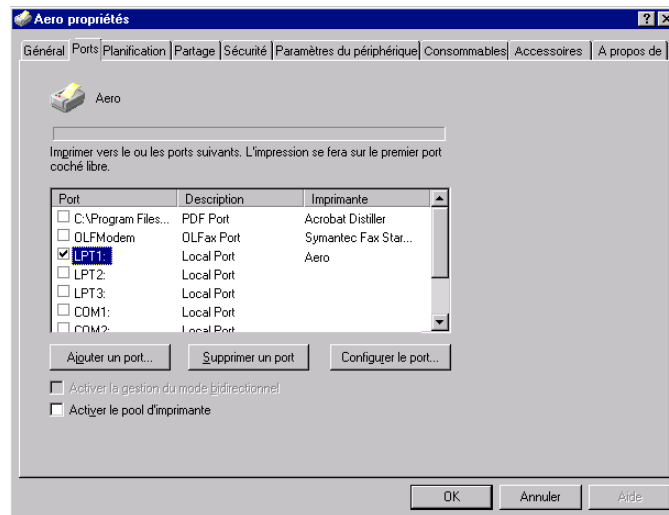 Aero propriétés
Général Ports Planification Partage Sécurité Paramètres du périphérique Consommables Accessoires A propos de
Aero
Imprimer vers le ou les ports suivants. L'impression se fera sur le premier port
coché libre.
Port Description Imprimante
C:\Program Files... PDF Port Acrobat Distiller
OLFModem OLFax Port Symantec Fax Star...
LPT1: Local Port Aero
LPT2: Local Port
LPT3: Local Port
COM1: Local Port
COM2: Local Port
Ajouter un port... Supprimer un port Configurer le port...
Activer la gestion du mode bidirectionnel
Activer le pool d'imprimante
OK Annuler Aide